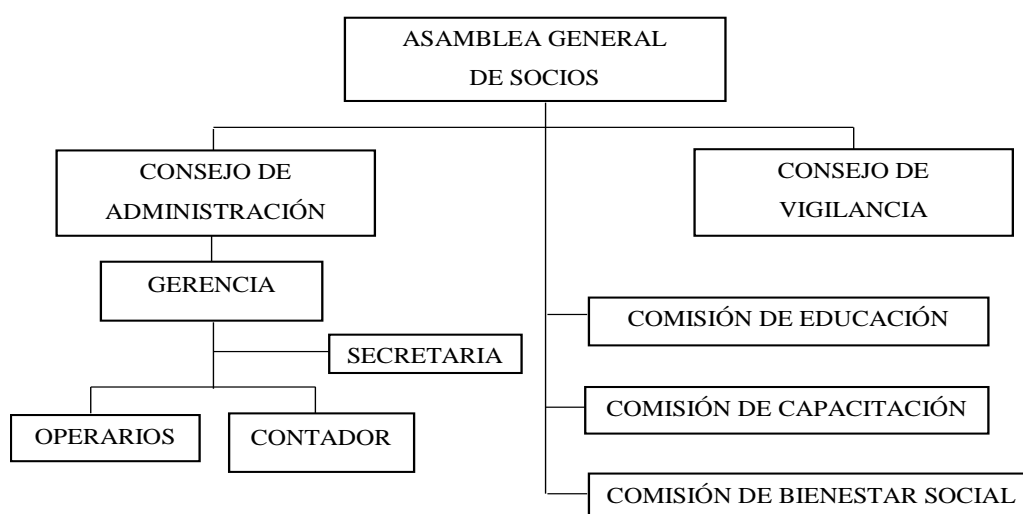 ASAMBLEA GENERAL
DE SOCIOS
CONSEJO DE
ADMINISTRACIÓN
CONSEJO DE
VIGILANCIA
GERENCIA
SECRETARIA
OPERARIOS
CONTADOR
COMISIÓN DE EDUCACIÓN
COMISIÓN DE CAPACITACIÓN
COMISIÓN DE BIENESTAR SOCIAL